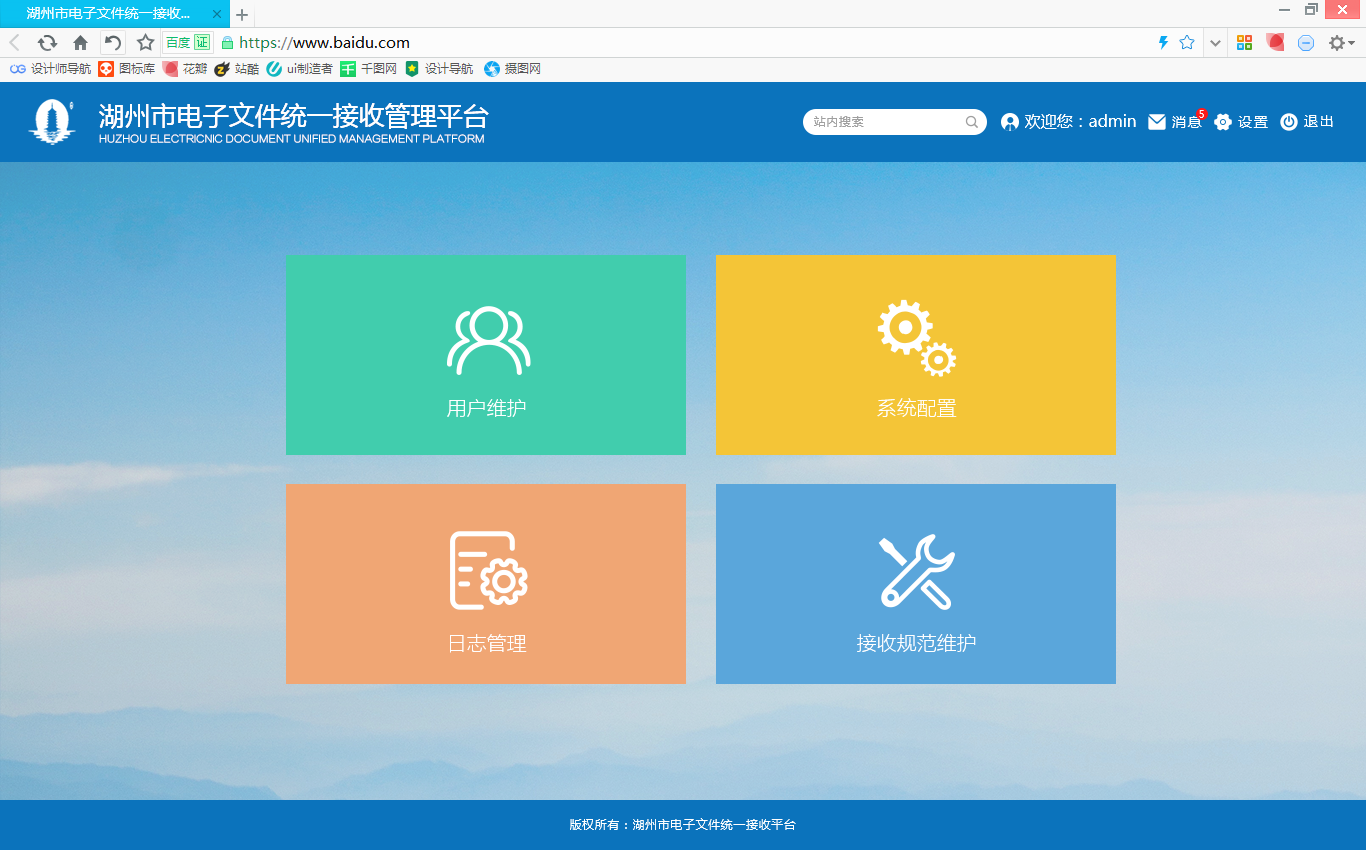 湖州市电子文件统一接收...
百度 证 https://www.baidu.com
设计师导航 图标库 花瓣 站酷 ui制造者 千图网 设计导航 摄图网
湖州市电子文件统一接收管理平台
HUZHOU ELECTRICNIC DOCUMENT UNIFIED MANAGEMENT PLATFORM
站内搜索 欢迎您：admin 消息 5 设置 退出
用户维护
系统配置
日志管理
接收规范维护
版权所有：湖州市电子文件统一接收平台